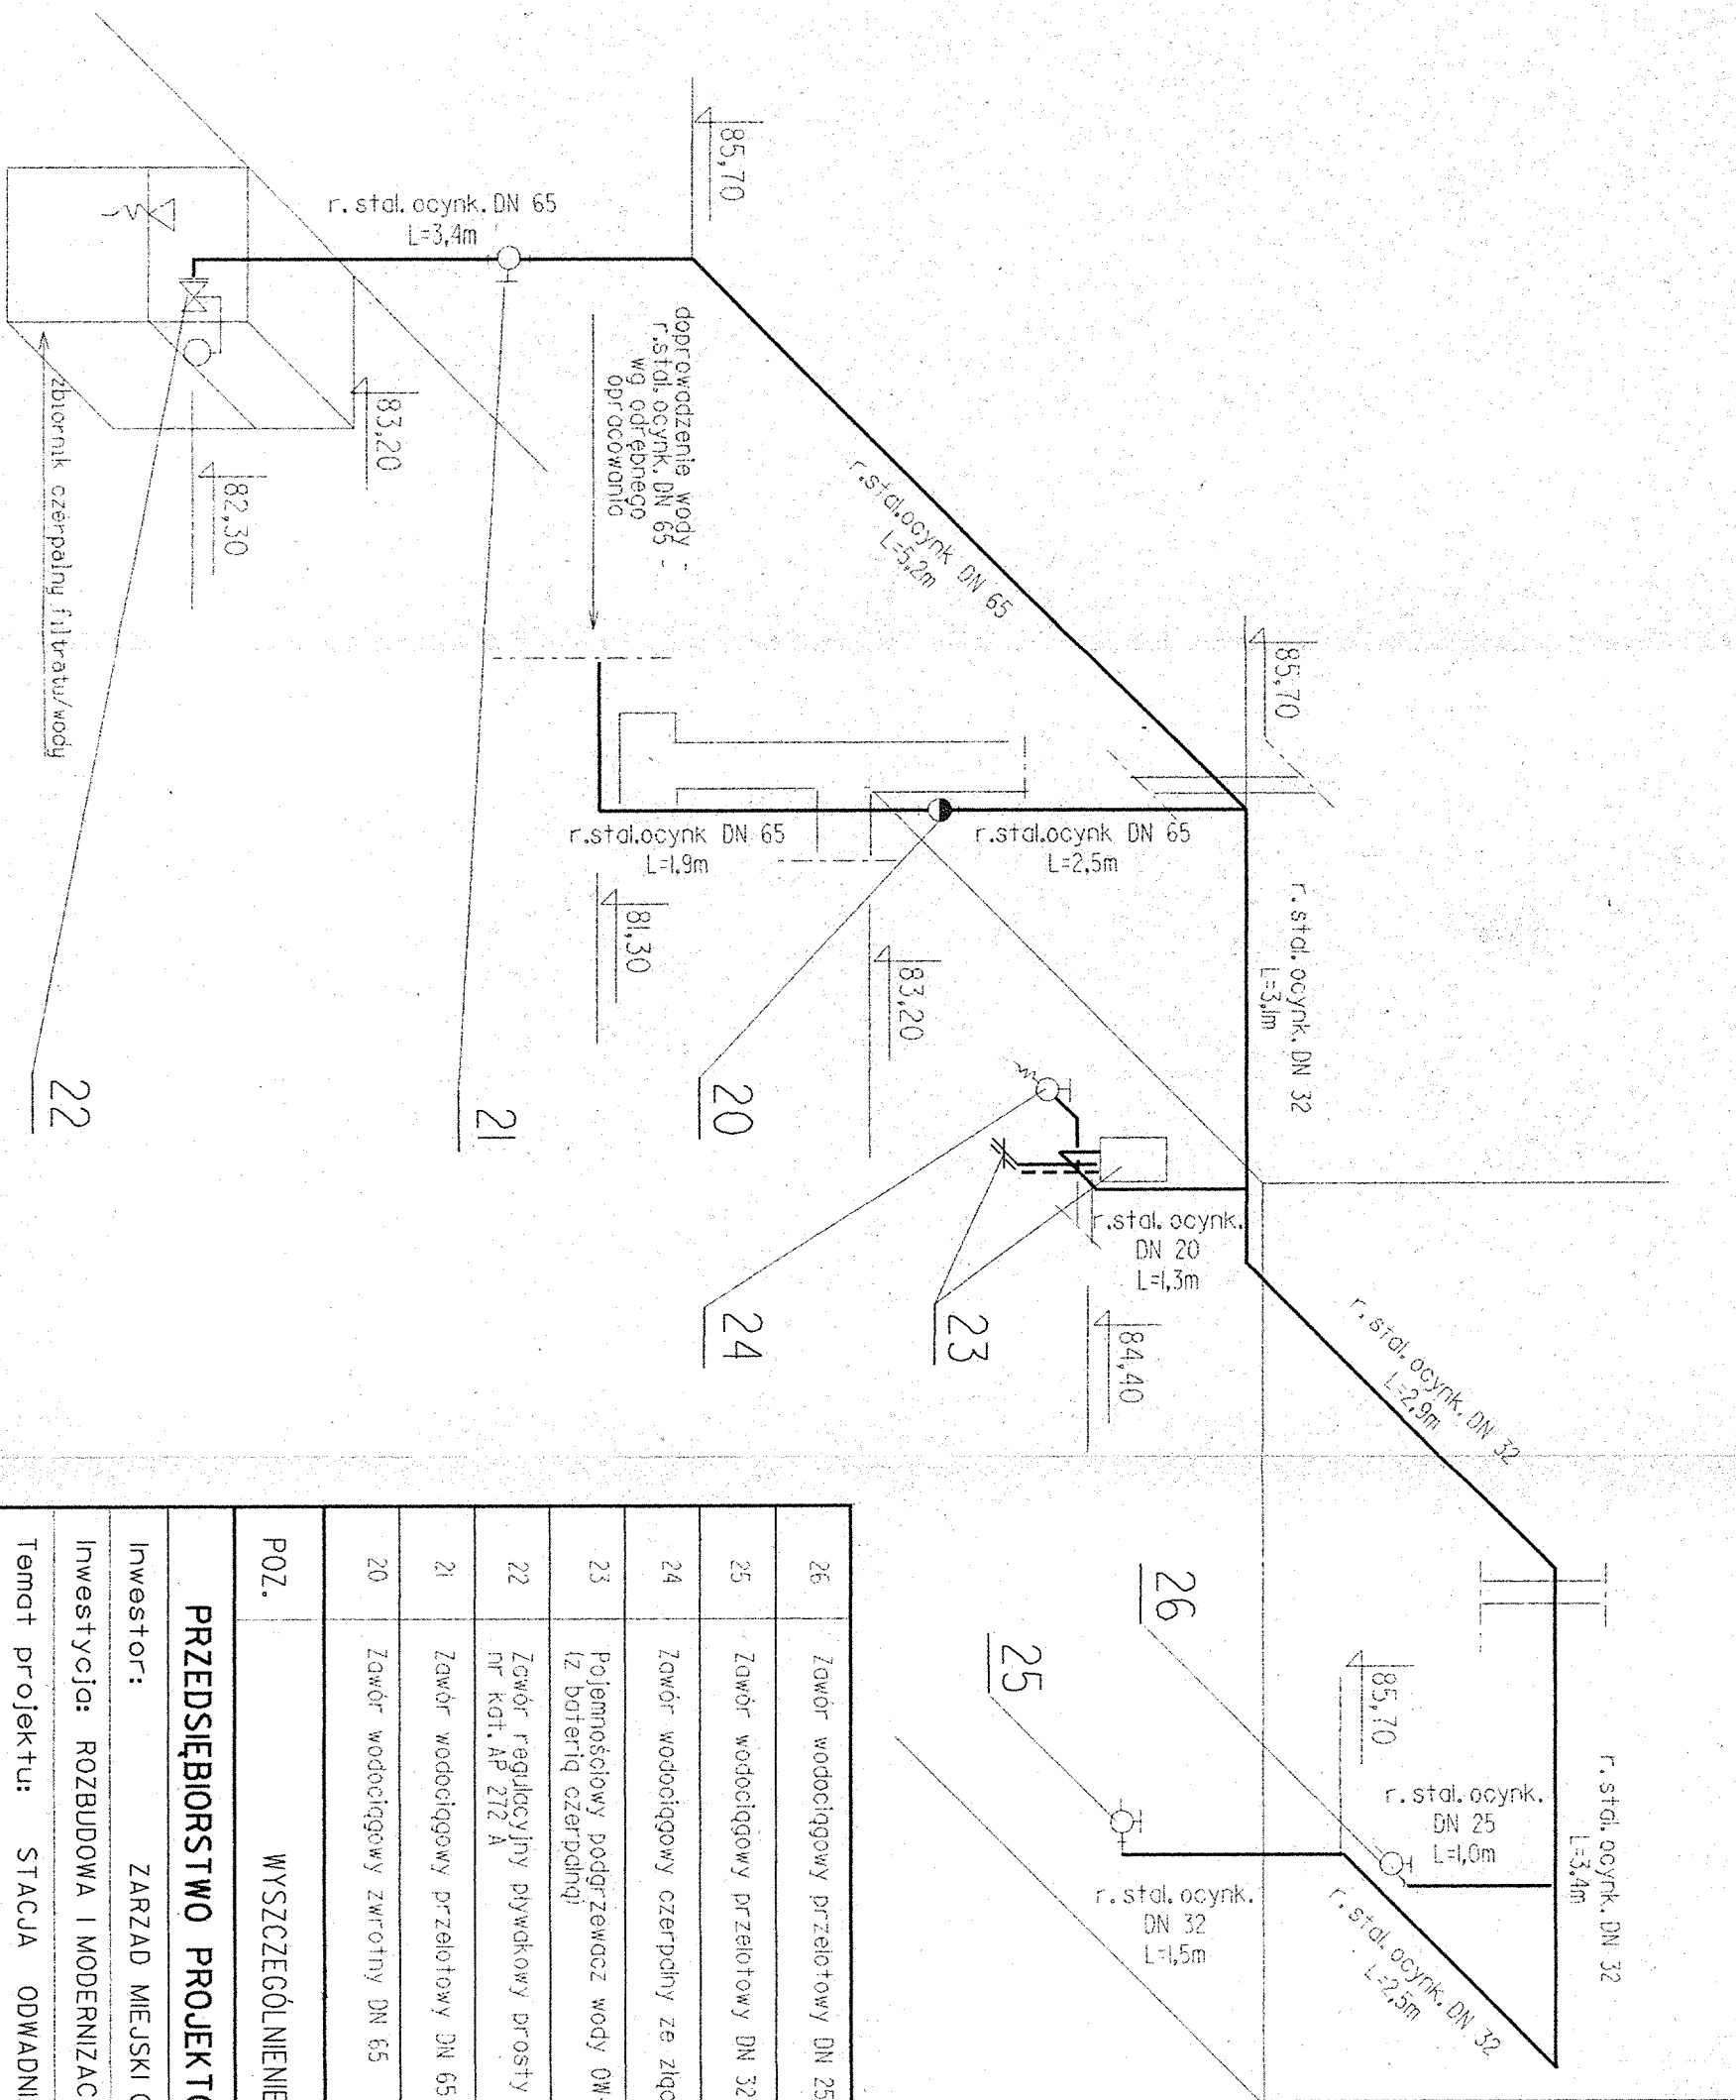 85,70
r. stal. ocynk. DN 65
L=3,4m
83,20
82,30
zbiornik czerpalny filtratu/wody
doprowadzenie wody -
r.stal. ocynk. DN 65 -
wg odrębnego
opracowania
r.stal.ocynk DN 65
L=5,2m
85,70
r.stal.ocynk DN 65
L=1,9m
r.stal.ocynk DN 65
L=2,5m
81,30
83,20
r. stal. ocynk. DN 32
L=3,1m
22
21
20
r.stal. ocynk.
DN 20
L=1,3m
24
23
84,40
r. stal. ocynk. DN 32
L=2,9m
26
25
85,70
r. stal. ocynk.
DN 25
L=1,0m
r. stal. ocynk. DN 32
L=3,4m
r. stal. ocynk.
DN 32
L=1,5m
r. stal. ocynk. DN 32
L=2,5m
26 Zawór wodociągowy przelotowy DN 25
25 Zawór wodociągowy przelotowy DN 32
24 Zawór wodociągowy czerpalny ze złąc
23 Pojemnościowy podgrzewacz wody OW-
(z baterią czerpalną)
22 Zawór regulacyjny pływakowy prosty
nr kat. AP 272 A
21 Zawór wodociągowy przelotowy DN 65
20 Zawór wodociągowy zwrotny DN 65
POZ. WYSZCZEGÓLNIENIE
PRZEDSIĘBIORSTWO PROJEKTO
Inwestor: ZARZAD MIEJSKI
Inwestycja: ROZBUDOWA I MODERNIZAC
Temat projektu: STACJA ODWADNI